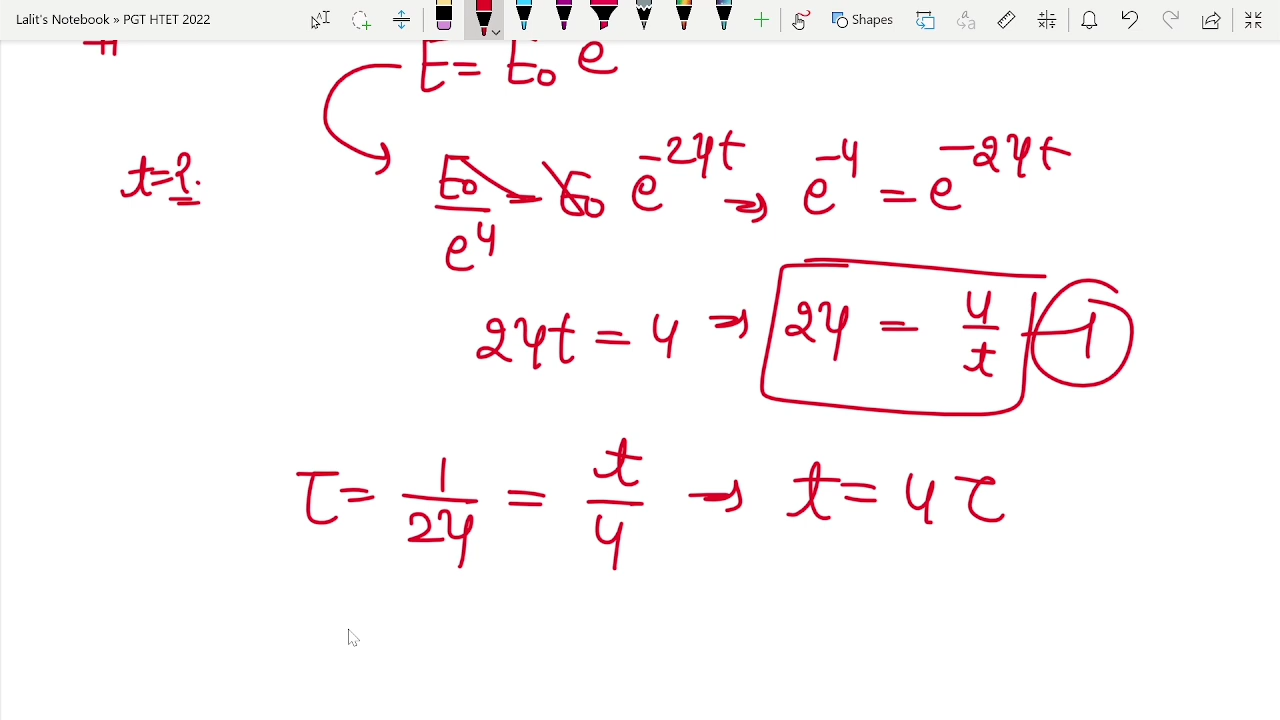 Lalit's Notebook » PGT HTET 2022
Shapes
E = E₀ e
t=?.
E₀/e⁴ = E₀ e^-2γt ⇒ e^-4 = e^-2γt
2γt = 4 ⇒ 2γ = 4/t — 1
τ = 1/2γ = t/4 → t = 4τ